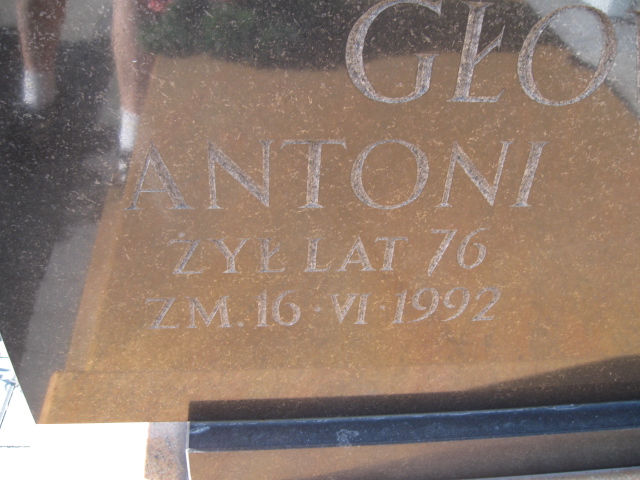 GŁO
ANTONI
ŻYŁ LAT 76
ZM. 16 · VI · 1992